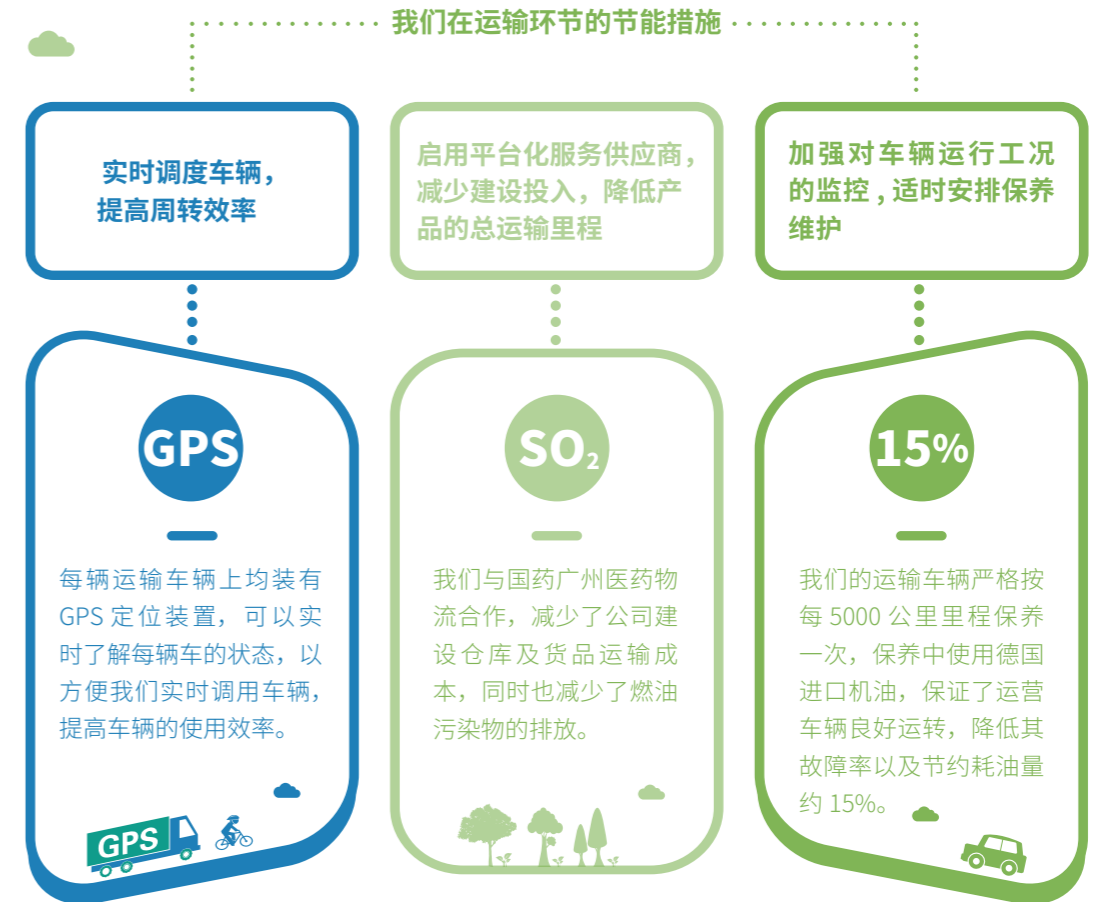 我们在运输环节的节能措施
实时调度车辆，
提高周转效率
启用平台化服务供应商，
减少建设投入，降低产
品的总运输里程
加强对车辆运行工况
的监控 , 适时安排保养
维护
GPS
每辆运输车辆上均装有
GPS 定位装置，可以实
时了解每辆车的状态，以
方便我们实时调用车辆，
提高车辆的使用效率。
GPS
SO₂
我们与国药广州医药物
流合作，减少了公司建
设仓库及货品运输成
本，同时也减少了燃油
污染物的排放。
15%
我们的运输车辆严格按
每 5000 公里里程保养
一次，保养中使用德国
进口机油，保证了运营
车辆良好运转，降低其
故障率以及节约耗油量
约 15%。